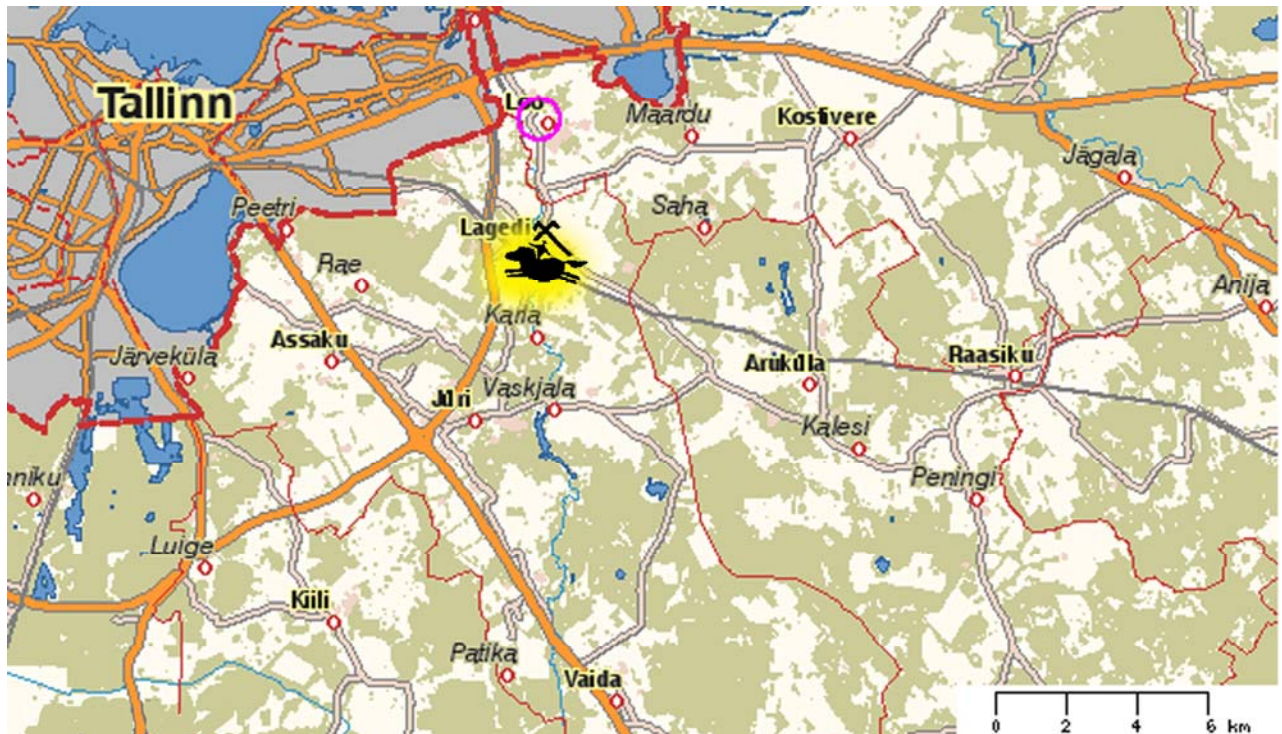 Tallinn
Loo
Maardu
Kostivere
Jägala
Peetri
Lagedi
Saha
Rae
Anija
Karla
Assaku
Järveküla
Aruküla
Raasiku
Jüri
Vaskjala
Kalesi
nniku
Peningi
Luige
Kiili
Patika
Vaida
0 2 4 6 km